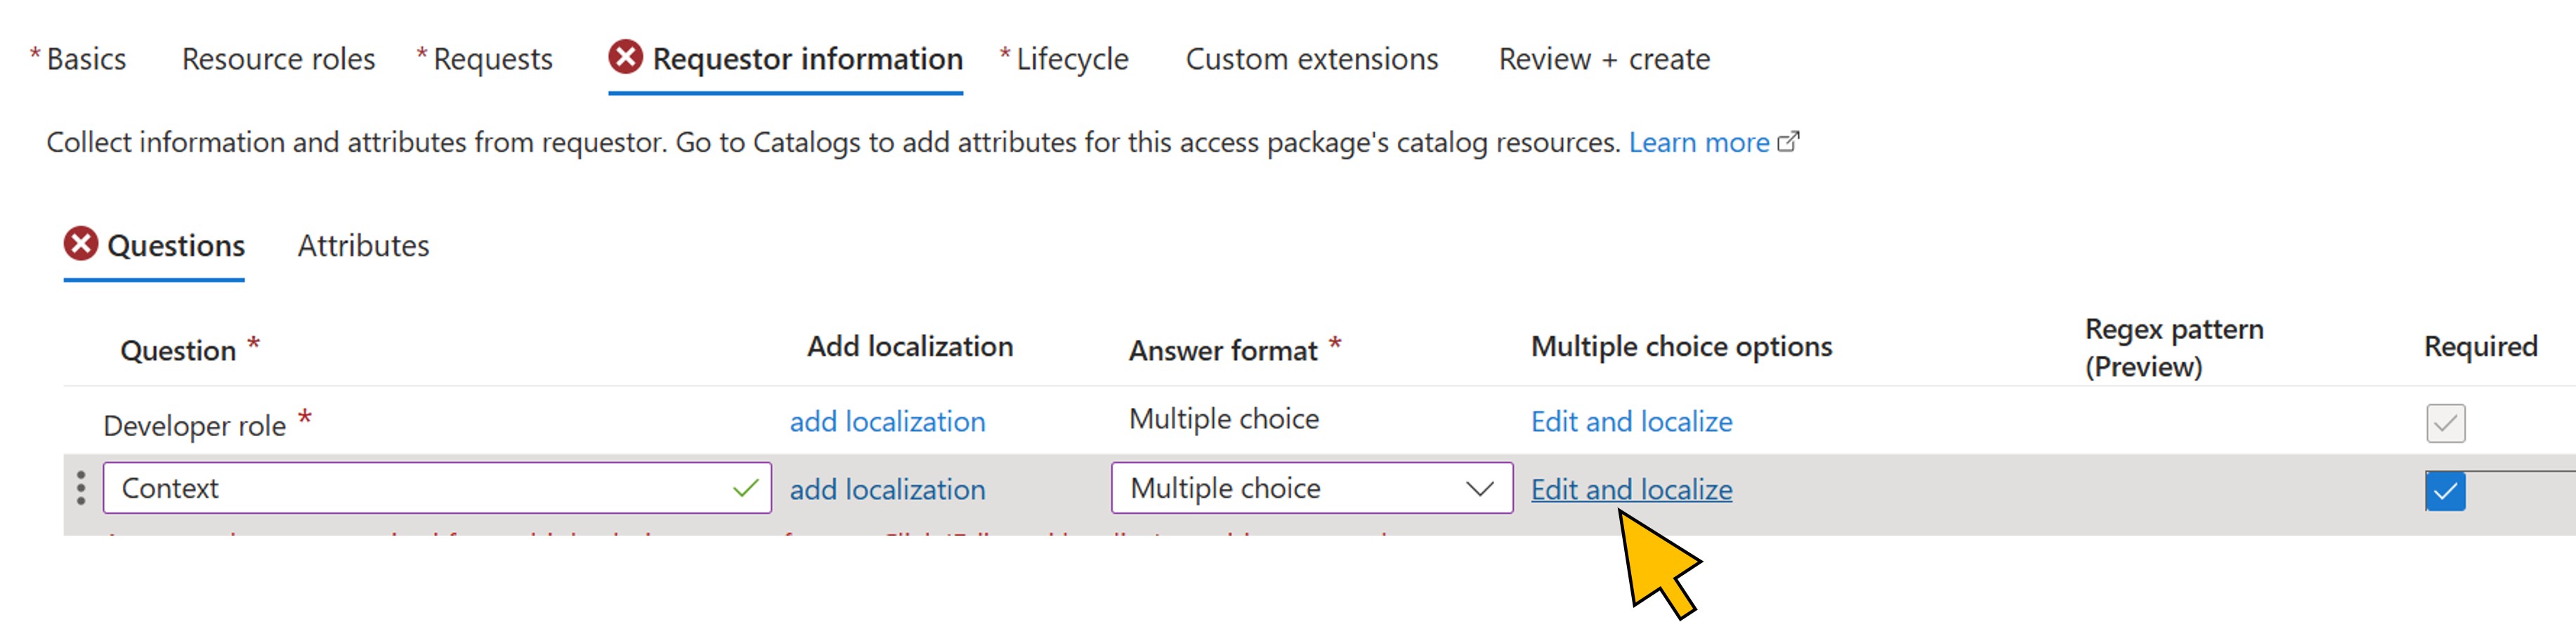 * Basics Resource roles * Requests Requestor information * Lifecycle Custom extensions Review + create
Collect information and attributes from requestor. Go to Catalogs to add attributes for this access package's catalog resources. Learn more
Questions Attributes
Question * Add localization Answer format * Multiple choice options Regex pattern (Preview) Required
Developer role * add localization Multiple choice Edit and localize
Context add localization Multiple choice Edit and localize